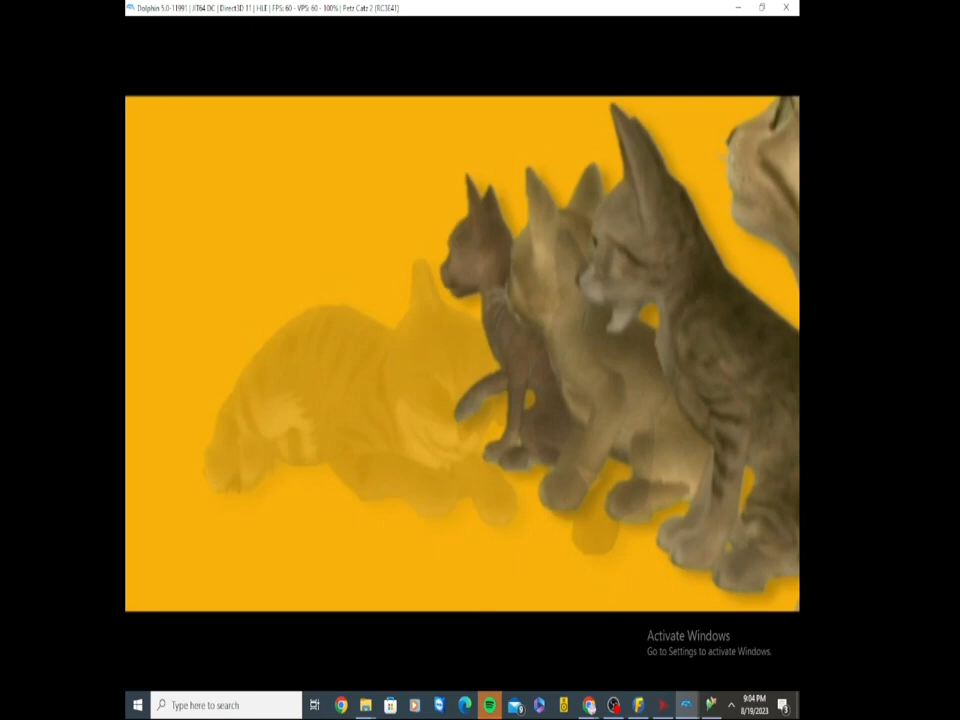 Dolphin 5.0-11991 | JIT64 DC | Direct3D 11 | HLE | FPS: 60 - VPS: 60 - 100% | Petz Catz 2 (RC3E41)
Activate Windows
Go to Settings to activate Windows.
Type here to search
9:04 PM
8/19/2023